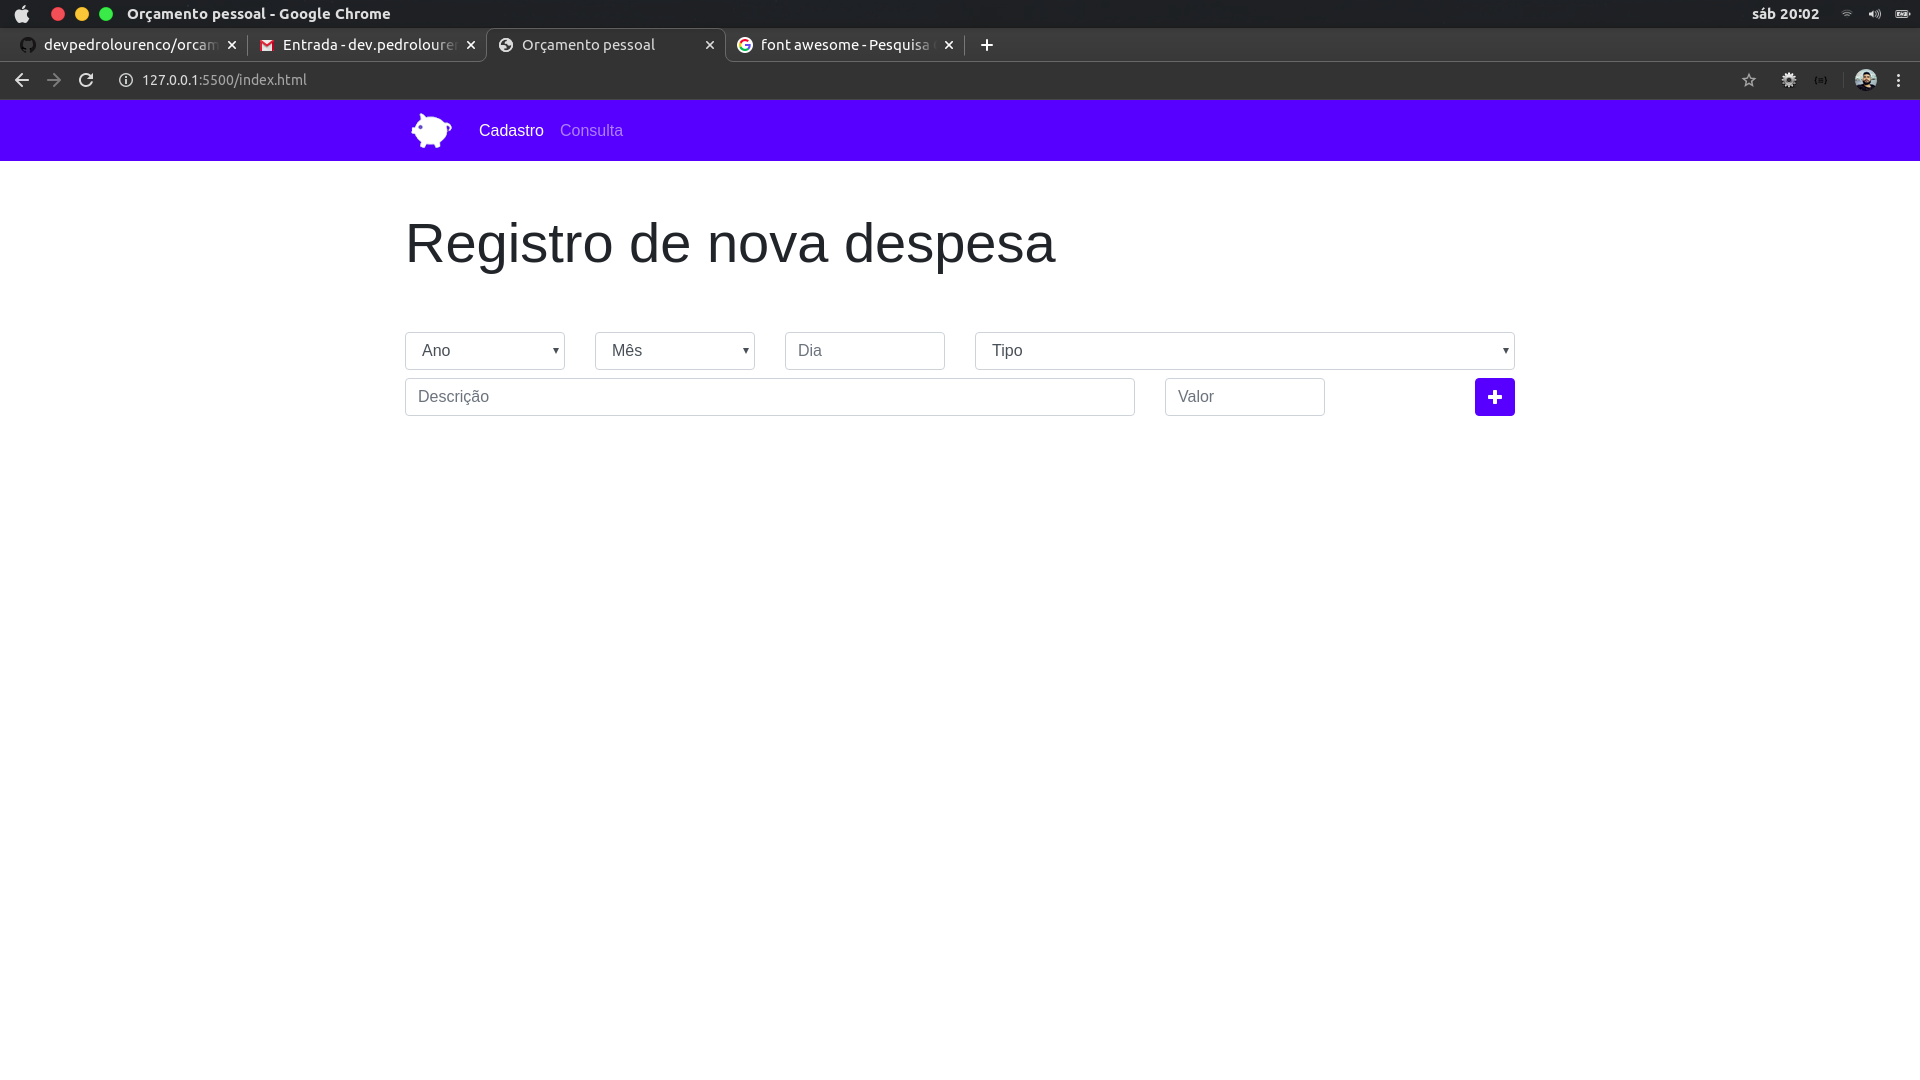 Orçamento pessoal - Google Chrome
sáb 20:02
devpedrolourenco/orcam
Entrada - dev.pedrolouren
Orçamento pessoal
font awesome - Pesquisa
127.0.0.1:5500/index.html
Cadastro
Consulta
Registro de nova despesa
Ano
Mês
Dia
Tipo
Descrição
Valor